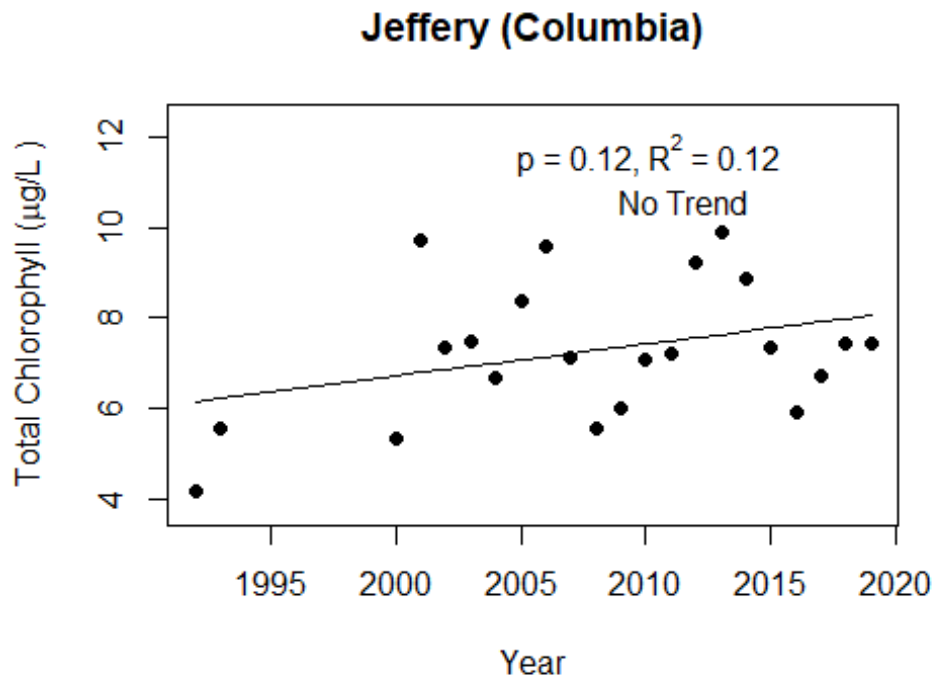 Jeffery (Columbia)
p = 0.12, R² = 0.12
No Trend
Total Chlorophyll (µg/L )
12
10
8
6
4
1995 2000 2005 2010 2015 2020
Year